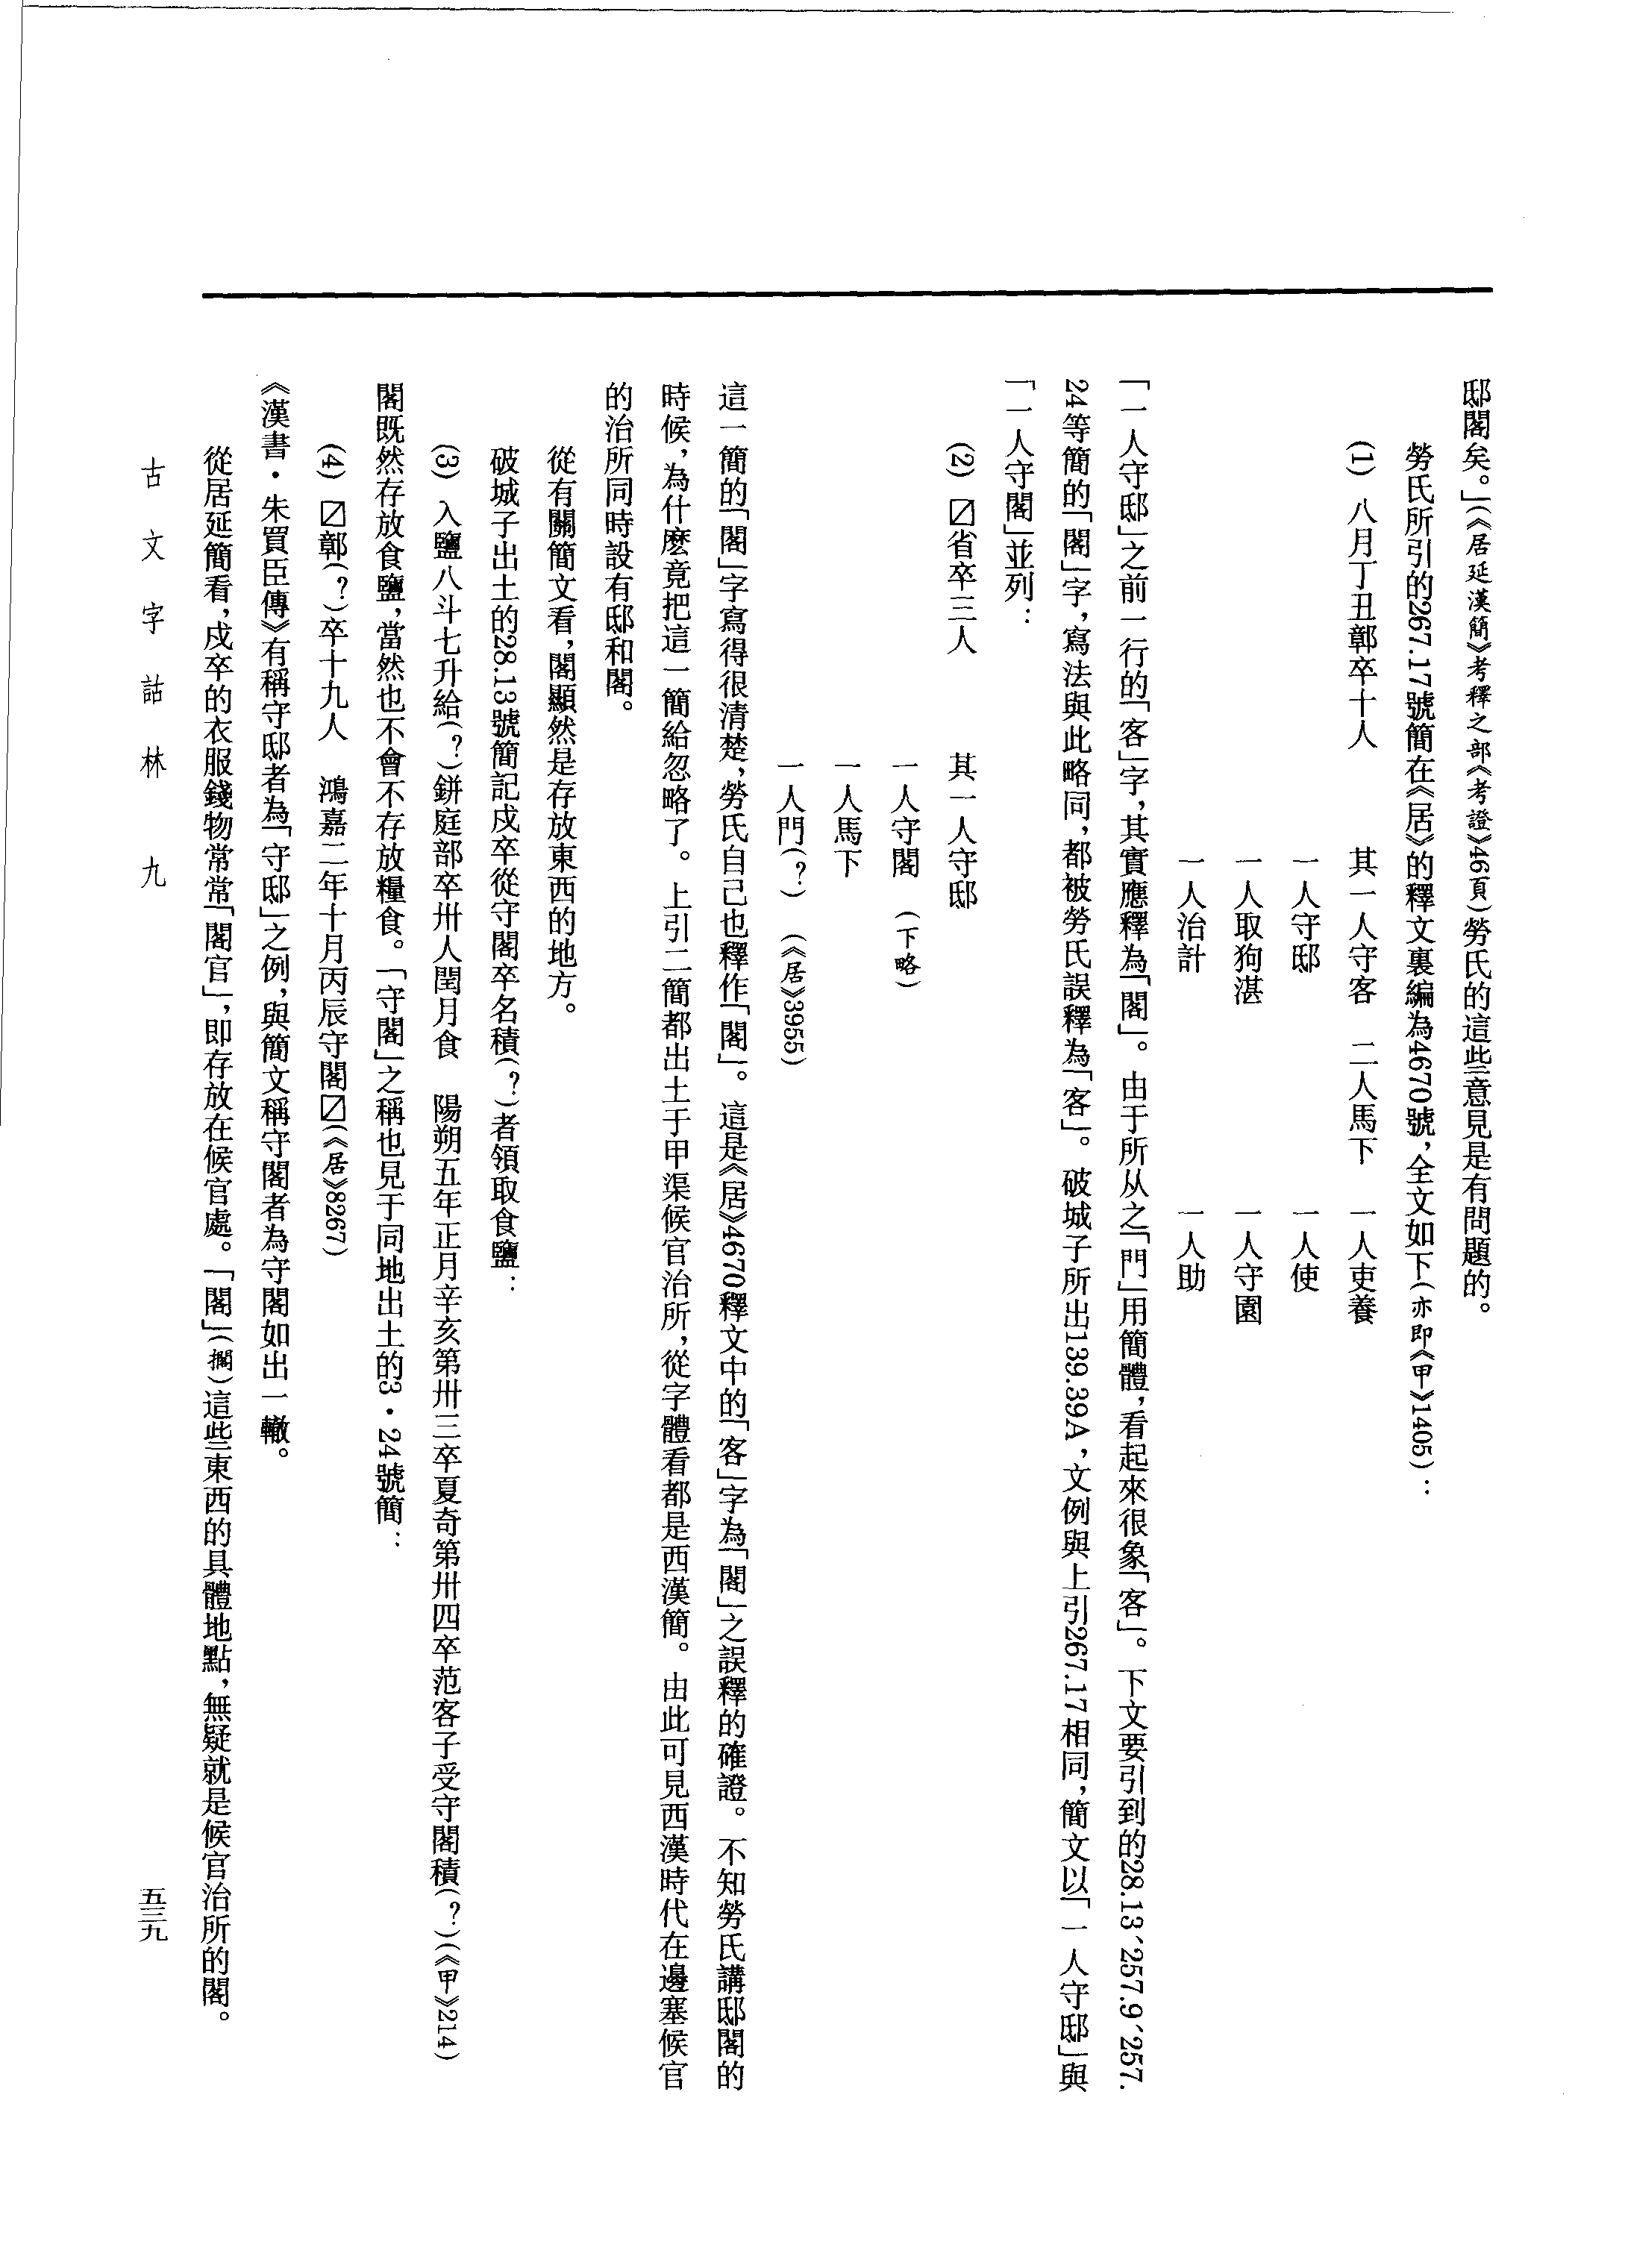 邸閣矣。」(《居延漢簡》考釋之部《考證》46頁)勞氏的這些意見是有問題的。
勞氏所引的267.17號簡在《居》的釋文裏編為4670號,全文如下(亦即《甲》1405):
(1) 八月丁丑鄣卒十人 其一人守客 二人馬下 一人吏養
一人守邸 一人使
一人取狗湛 一人守園
一人治計 一人助
「一人守邸」之前一行的「客」字,其實應釋為「閣」。由于所从之「門」用簡體,看起來很象「客」。下文要引到的28.13、257.9、257.
24等簡的「閣」字,寫法與此略同,都被勞氏誤釋為「客」。破城子所出139.39A,文例與上引267.17相同,簡文以「一人守邸」與
「一人守閣」並列:
(2) 〼省卒三人 其一人守邸
一人守閣 (下略)
一人馬下
一人門(?) (《居》3955)
這一簡的「閣」字寫得很清楚,勞氏自己也釋作「閣」。這是《居》4670釋文中的「客」字為「閣」之誤釋的確證。不知勞氏講邸閣的
時候,為什麽竟把這一簡給忽略了。上引二簡都出土于甲渠候官治所,從字體看都是西漢簡。由此可見西漢時代在邊塞候官
的治所同時設有邸和閣。
從有關簡文看,閣顯然是存放東西的地方。
破城子出土的28.13號簡記戍卒從守閣卒名積(?)者領取食鹽:
(3) 入鹽八斗七升給(?)鉼庭部卒卅人閏月食 陽朔五年正月辛亥第卅三卒夏奇第卅四卒范客子受守閣積(?)(《甲》214)
閣既然存放食鹽,當然也不會不存放糧食。「守閣」之稱也見于同地出土的3·24號簡:
(4) 〼鄣(?)卒十九人 鴻嘉二年十月丙辰守閣〼(《居》8267)
《漢書·朱買臣傳》有稱守邸者為「守邸」之例,與簡文稱守閣者為守閣如出一轍。
從居延簡看,戍卒的衣服錢物常常「閣官」,即存放在候官處。「閣」(擱)這些東西的具體地點,無疑就是候官治所的閣。
古文字詁林 九 五三九